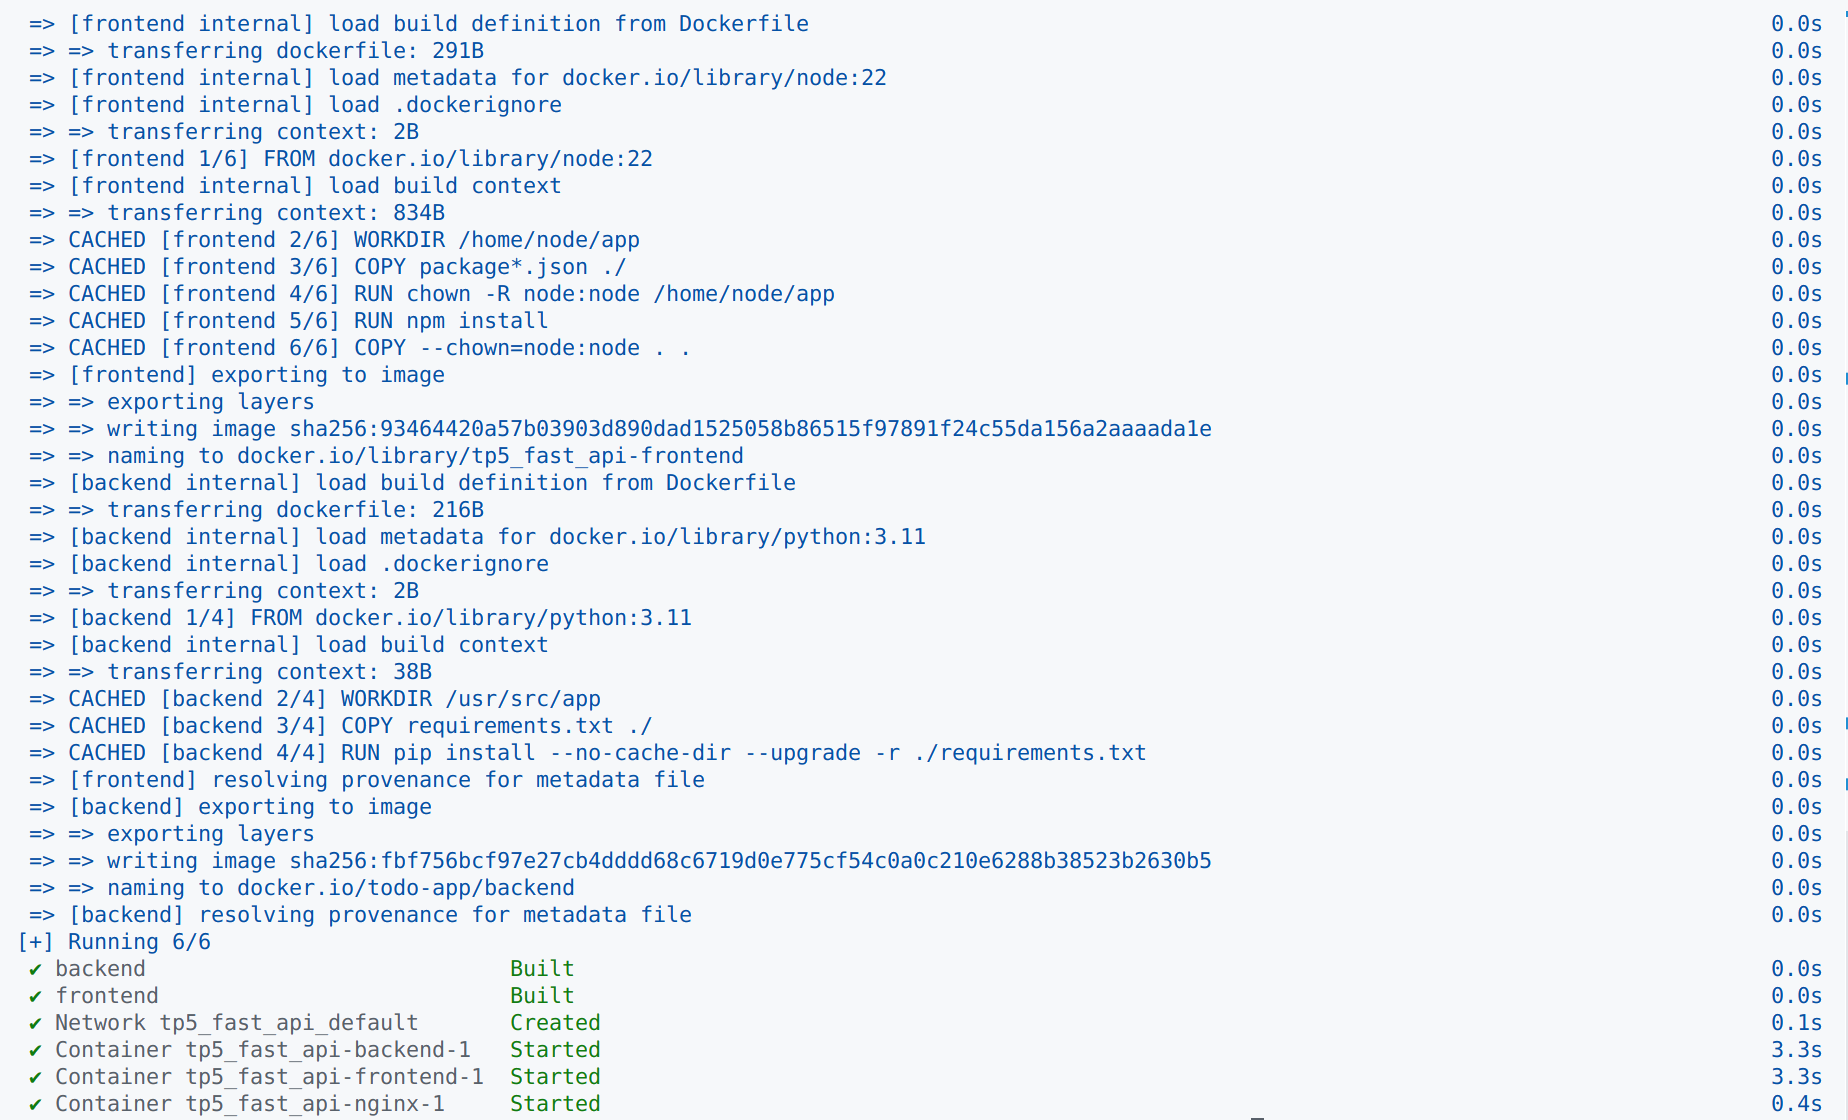 => [frontend internal] load build definition from Dockerfile 0.0s
=> => transferring dockerfile: 291B 0.0s
=> [frontend internal] load metadata for docker.io/library/node:22 0.0s
=> [frontend internal] load .dockerignore 0.0s
=> => transferring context: 2B 0.0s
=> [frontend 1/6] FROM docker.io/library/node:22 0.0s
=> [frontend internal] load build context 0.0s
=> => transferring context: 834B 0.0s
=> CACHED [frontend 2/6] WORKDIR /home/node/app 0.0s
=> CACHED [frontend 3/6] COPY package*.json ./ 0.0s
=> CACHED [frontend 4/6] RUN chown -R node:node /home/node/app 0.0s
=> CACHED [frontend 5/6] RUN npm install 0.0s
=> CACHED [frontend 6/6] COPY --chown=node:node . . 0.0s
=> [frontend] exporting to image 0.0s
=> => exporting layers 0.0s
=> => writing image sha256:93464420a57b03903d890dad1525058b86515f97891f24c55da156a2aaaada1e 0.0s
=> => naming to docker.io/library/tp5_fast_api-frontend 0.0s
=> [backend internal] load build definition from Dockerfile 0.0s
=> => transferring dockerfile: 216B 0.0s
=> [backend internal] load metadata for docker.io/library/python:3.11 0.0s
=> [backend internal] load .dockerignore 0.0s
=> => transferring context: 2B 0.0s
=> [backend 1/4] FROM docker.io/library/python:3.11 0.0s
=> [backend internal] load build context 0.0s
=> => transferring context: 38B 0.0s
=> CACHED [backend 2/4] WORKDIR /usr/src/app 0.0s
=> CACHED [backend 3/4] COPY requirements.txt ./ 0.0s
=> CACHED [backend 4/4] RUN pip install --no-cache-dir --upgrade -r ./requirements.txt 0.0s
=> [frontend] resolving provenance for metadata file 0.0s
=> [backend] exporting to image 0.0s
=> => exporting layers 0.0s
=> => writing image sha256:fbf756bcf97e27cb4dddd68c6719d0e775cf54c0a0c210e6288b38523b2630b5 0.0s
=> => naming to docker.io/todo-app/backend 0.0s
=> [backend] resolving provenance for metadata file 0.0s
[+] Running 6/6
✔ backend Built 0.0s
✔ frontend Built 0.0s
✔ Network tp5_fast_api_default Created 0.1s
✔ Container tp5_fast_api-backend-1 Started 3.3s
✔ Container tp5_fast_api-frontend-1 Started 3.3s
✔ Container tp5_fast_api-nginx-1 Started 0.4s